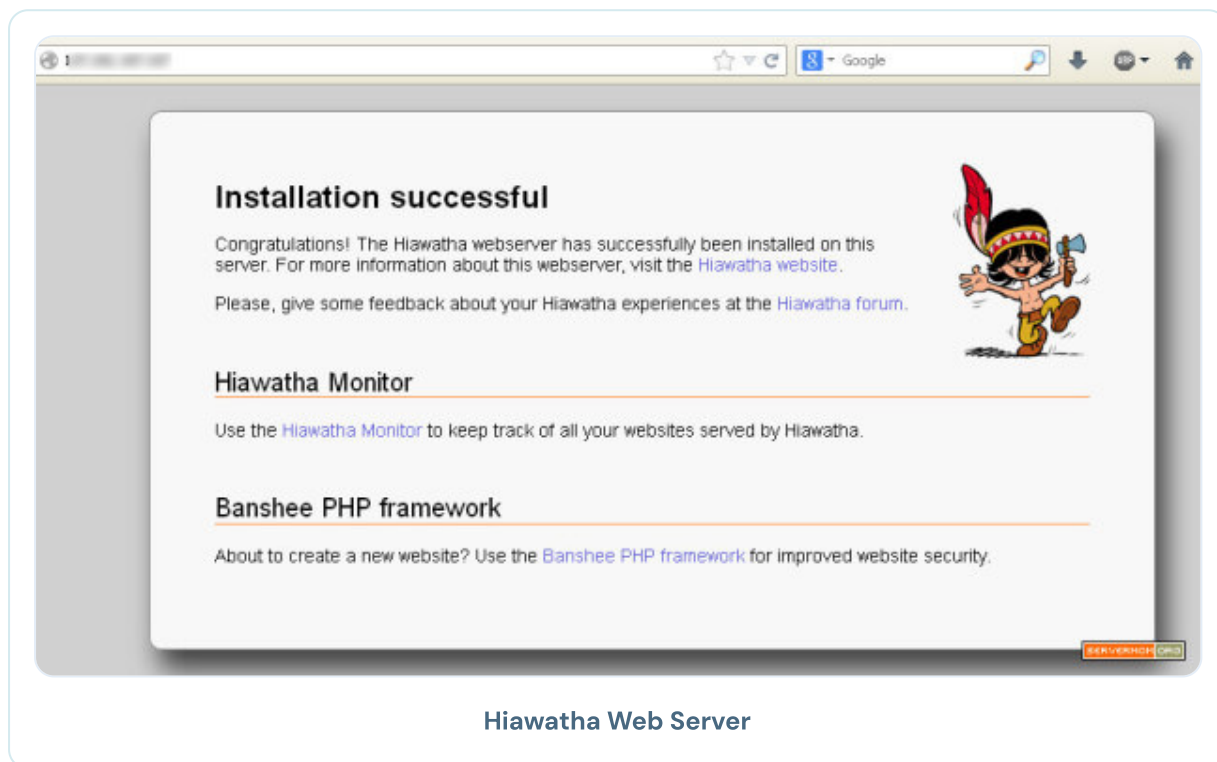 Google
Installation successful
Congratulations! The Hiawatha webserver has successfully been installed on this
server. For more information about this webserver, visit the Hiawatha website.
Please, give some feedback about your Hiawatha experiences at the Hiawatha forum.
Hiawatha Monitor
Use the Hiawatha Monitor to keep track of all your websites served by Hiawatha.
Banshee PHP framework
About to create a new website? Use the Banshee PHP framework for improved website security.
SERVERMOM.ORG
Hiawatha Web Server